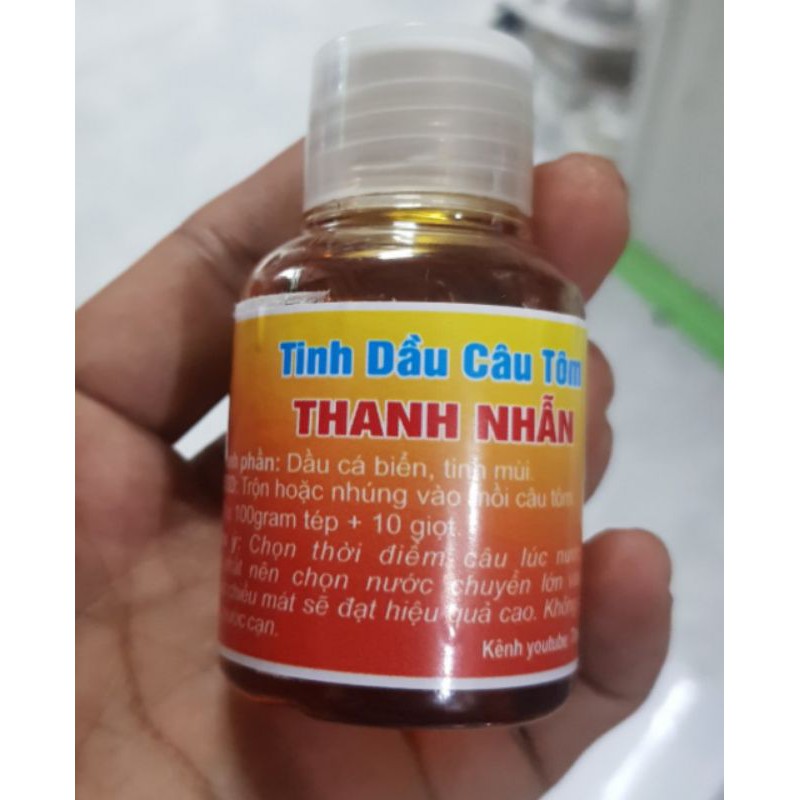 Tinh Dầu Câu Tôm
THANH NHẪN
phần: Dầu cá biển, tinh mùi.
Trộn hoặc nhúng vào mồi câu tôm.
100gram tép + 10 giọt.
ý: Chọn thời điểm câu lúc nước
nên chọn nước chuyển lớn
chiều mát sẽ đạt hiệu quả cao. Không
cạn.
Kênh youtube: